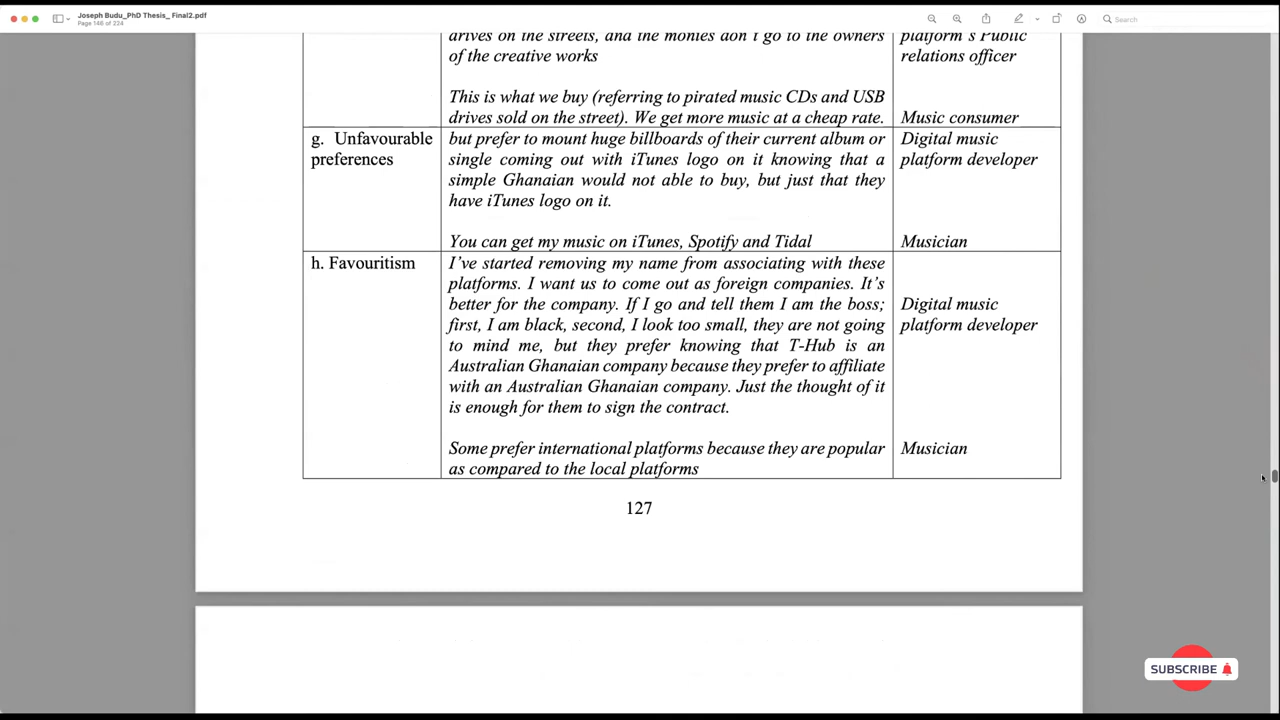 Joseph Budu_PhD Thesis_ Final2.pdf
Page 146 of 224
Search
drives on the streets, and the monies don't go to the owners
of the creative works
platform's Public
relations officer
This is what we buy (referring to pirated music CDs and USB
drives sold on the street). We get more music at a cheap rate.
Music consumer
g. Unfavourable
preferences
but prefer to mount huge billboards of their current album or
single coming out with iTunes logo on it knowing that a
simple Ghanaian would not able to buy, but just that they
have iTunes logo on it.
Digital music
platform developer
You can get my music on iTunes, Spotify and Tidal
Musician
h. Favouritism
I've started removing my name from associating with these
platforms. I want us to come out as foreign companies. It's
better for the company. If I go and tell them I am the boss;
first, I am black, second, I look too small, they are not going
to mind me, but they prefer knowing that T-Hub is an
Australian Ghanaian company because they prefer to affiliate
with an Australian Ghanaian company. Just the thought of it
is enough for them to sign the contract.
Digital music
platform developer
Some prefer international platforms because they are popular
as compared to the local platforms
Musician
127
SUBSCRIBE